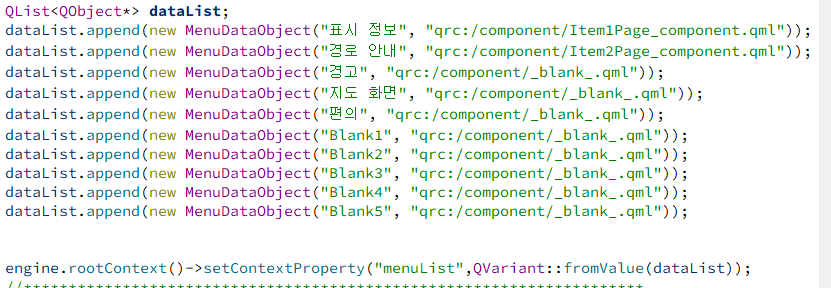 QList<QObject*> dataList;
dataList.append(new MenuDataObject("표시 정보", "qrc:/component/Item1Page_component.qml"));
dataList.append(new MenuDataObject("경로 안내", "qrc:/component/Item2Page_component.qml"));
dataList.append(new MenuDataObject("경고", "qrc:/component/_blank_.qml"));
dataList.append(new MenuDataObject("지도 화면", "qrc:/component/_blank_.qml"));
dataList.append(new MenuDataObject("편의", "qrc:/component/_blank_.qml"));
dataList.append(new MenuDataObject("Blank1", "qrc:/component/_blank_.qml"));
dataList.append(new MenuDataObject("Blank2", "qrc:/component/_blank_.qml"));
dataList.append(new MenuDataObject("Blank3", "qrc:/component/_blank_.qml"));
dataList.append(new MenuDataObject("Blank4", "qrc:/component/_blank_.qml"));
dataList.append(new MenuDataObject("Blank5", "qrc:/component/_blank_.qml"));
engine.rootContext()->setContextProperty("menuList",QVariant::fromValue(dataList));
//**********************************************************************